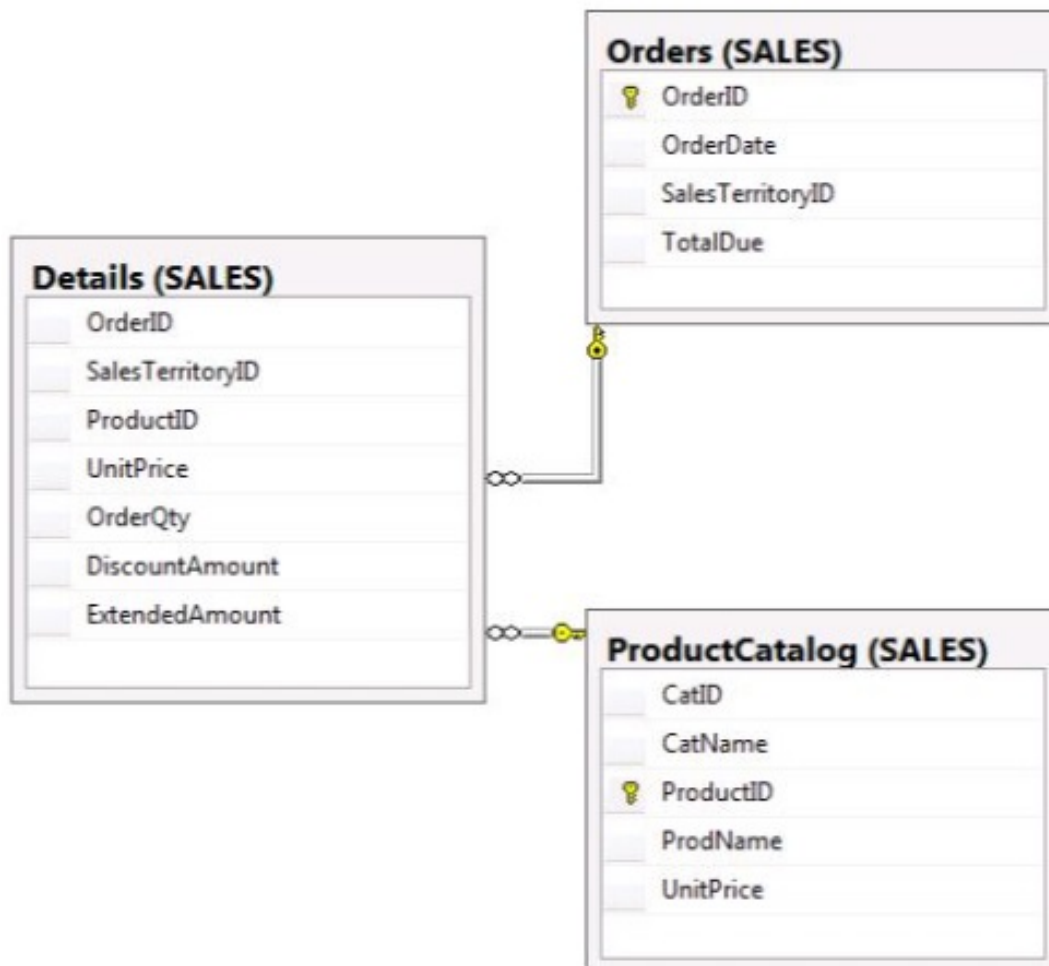 Orders (SALES)
OrderID
OrderDate
SalesTerritoryID
TotalDue
Details (SALES)
OrderID
SalesTerritoryID
ProductID
UnitPrice
OrderQty
DiscountAmount
ExtendedAmount
ProductCatalog (SALES)
CatID
CatName
ProductID
ProdName
UnitPrice